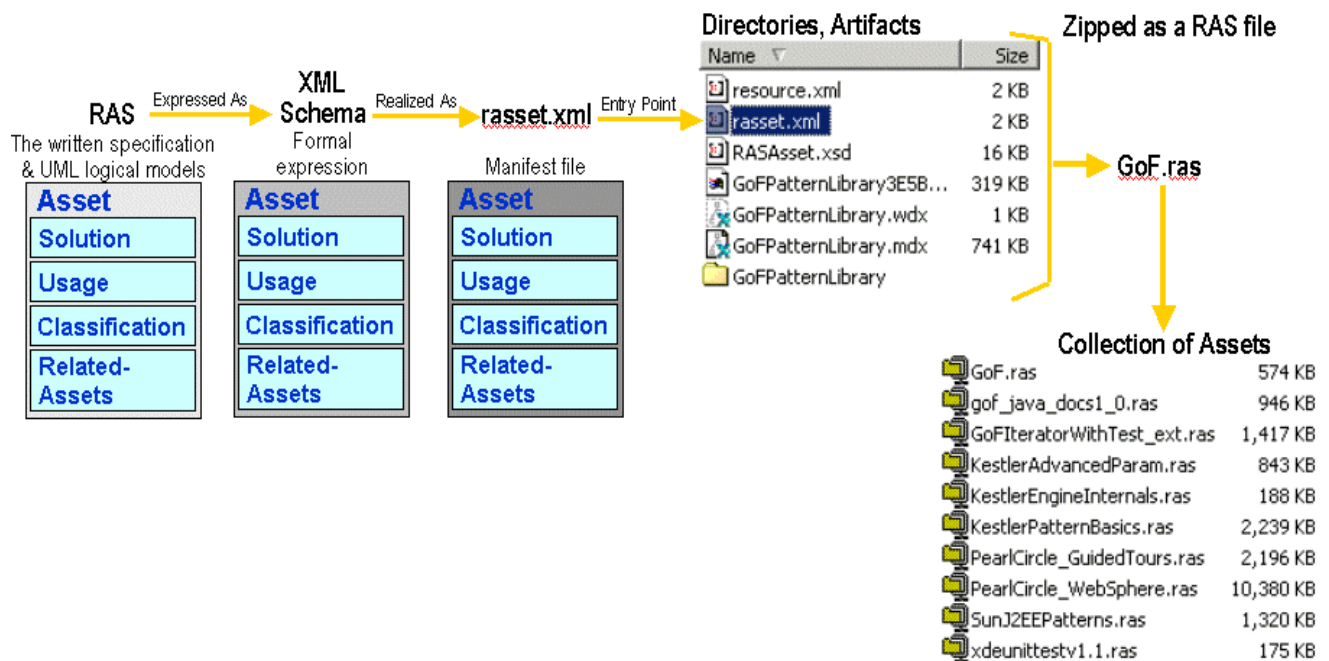 RAS
Expressed As
XML
Schema
Realized As
rasset.xml
Entry Point
The written specification
& UML logical models
Formal
expression
Manifest file
Asset
Solution
Usage
Classification
Related-
Assets
Asset
Solution
Usage
Classification
Related-
Assets
Asset
Solution
Usage
Classification
Related-
Assets
Directories, Artifacts
Name Size
resource.xml 2 KB
rasset.xml 2 KB
RASAsset.xsd 16 KB
GoFPatternLibrary3E5B... 319 KB
GoFPatternLibrary.wdx 1 KB
GoFPatternLibrary.mdx 741 KB
GoFPatternLibrary
Zipped as a RAS file
GoF.ras
Collection of Assets
GoF.ras 574 KB
gof_java_docs1_0.ras 946 KB
GoFIteratorWithTest_ext.ras 1,417 KB
KestlerAdvancedParam.ras 843 KB
KestlerEngineInternals.ras 188 KB
KestlerPatternBasics.ras 2,239 KB
PearlCircle_GuidedTours.ras 2,196 KB
PearlCircle_WebSphere.ras 10,380 KB
SunJ2EEPatterns.ras 1,320 KB
xdeunittestv1.1.ras 175 KB